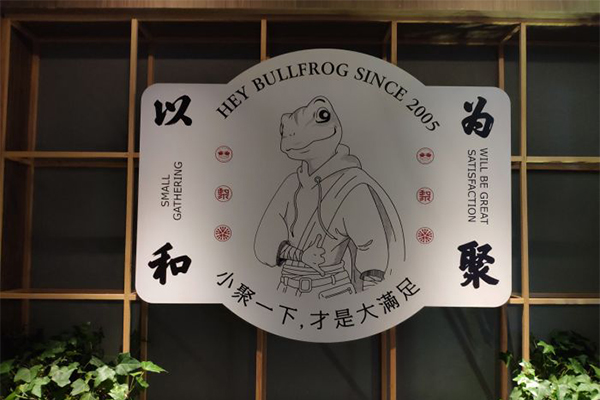 HEY BULLFROG SINCE 2005
以和
为聚
SMALL
GATHERING
WILL BE GREAT
SATISFACTION
小聚一下,才是大滿足